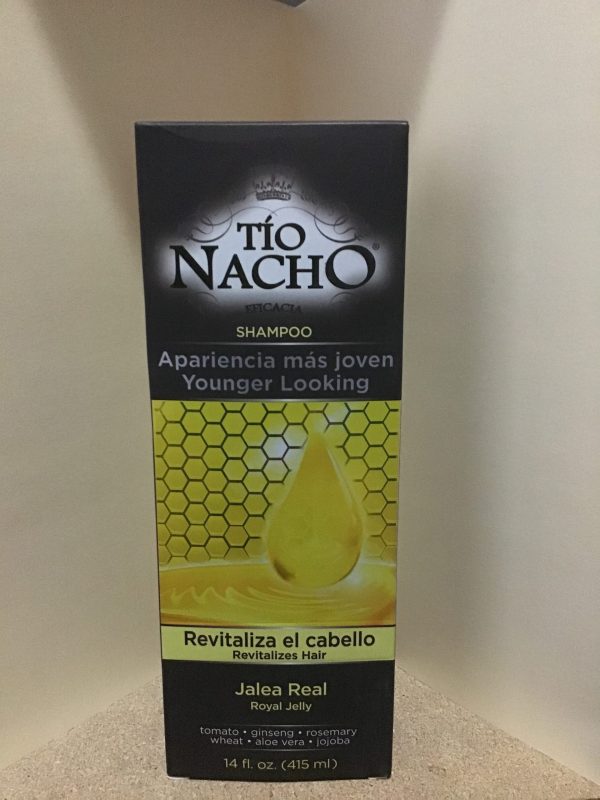 TÍO
NACHO®
EFICACIA
SHAMPOO
Apariencia más joven
Younger Looking
Revitaliza el cabello
Revitalizes Hair
Jalea Real
Royal Jelly
tomato • ginseng • rosemary
wheat • aloe vera • jojoba
14 fl. oz. (415 ml)